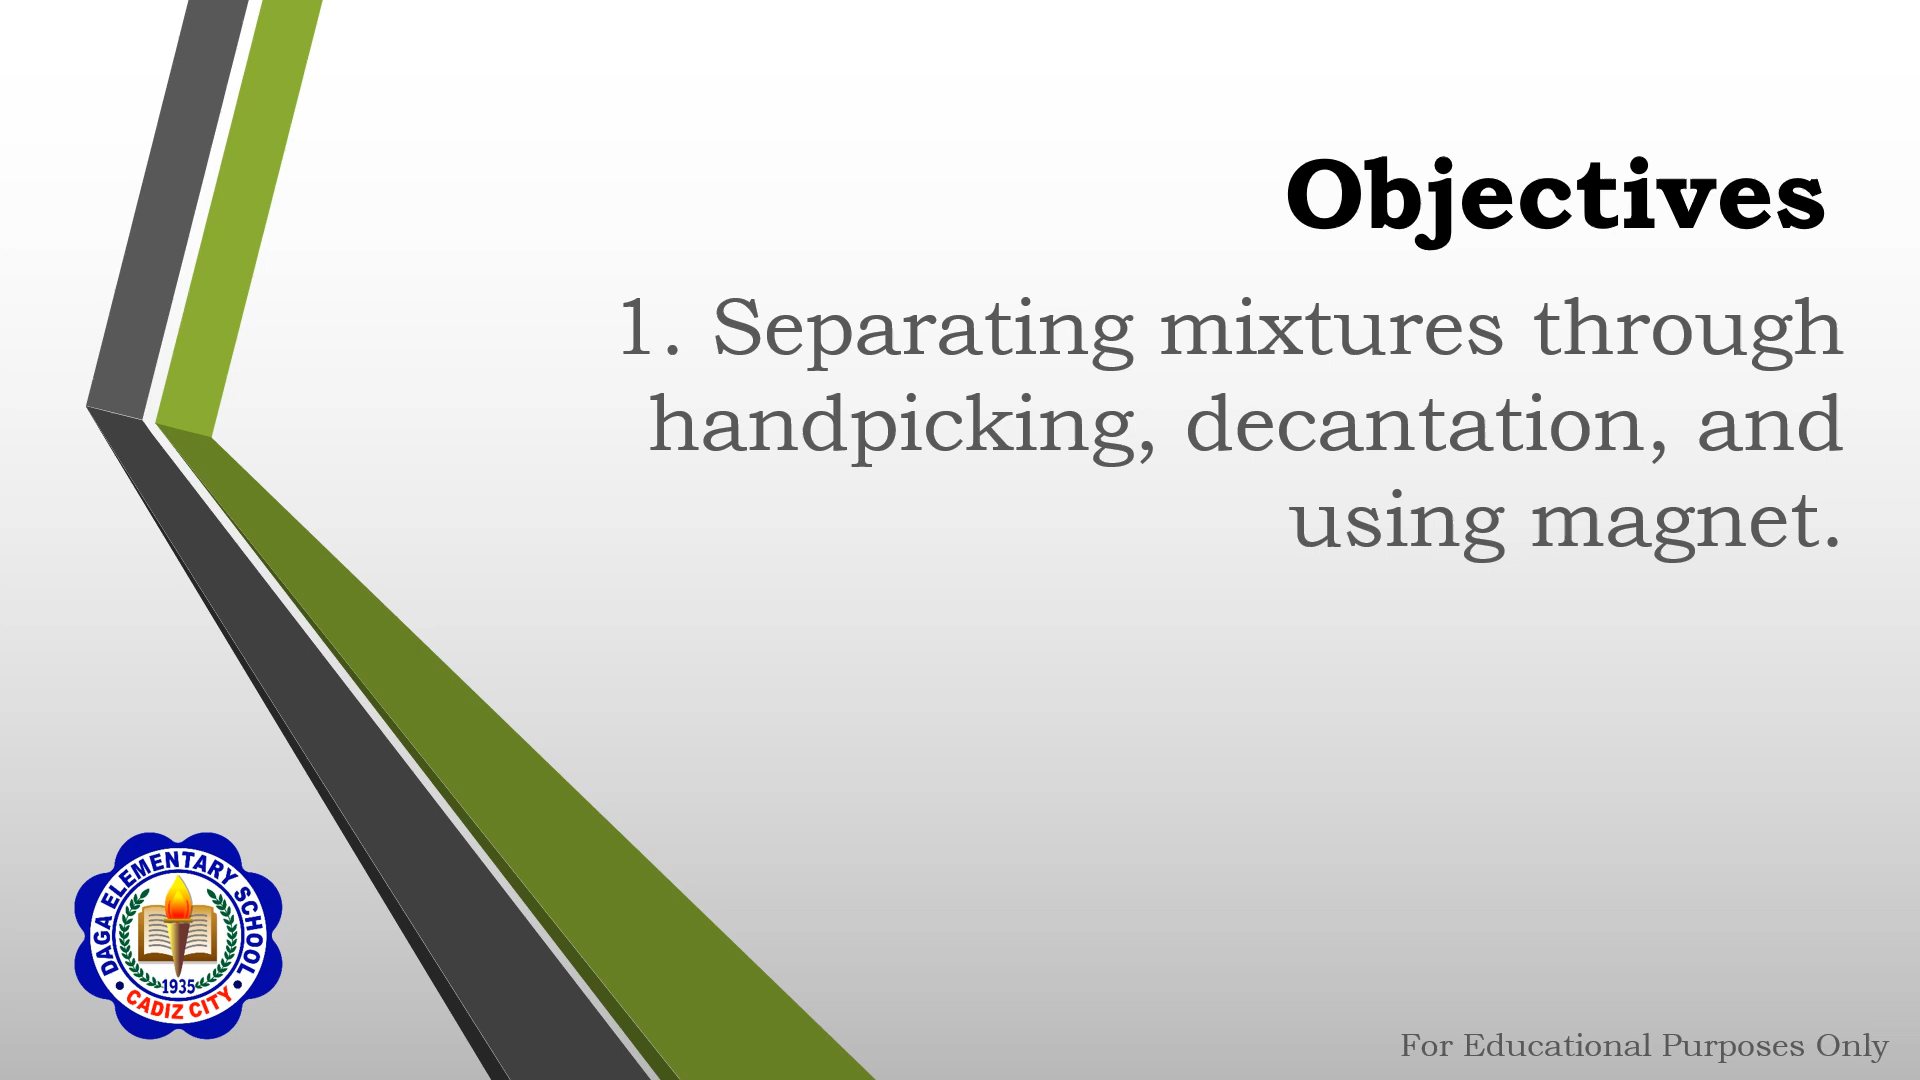 Objectives
1. Separating mixtures through
handpicking, decantation, and
using magnet.
DAGA ELEMENTARY SCHOOL
1935
CADIZ CITY
For Educational Purposes Only